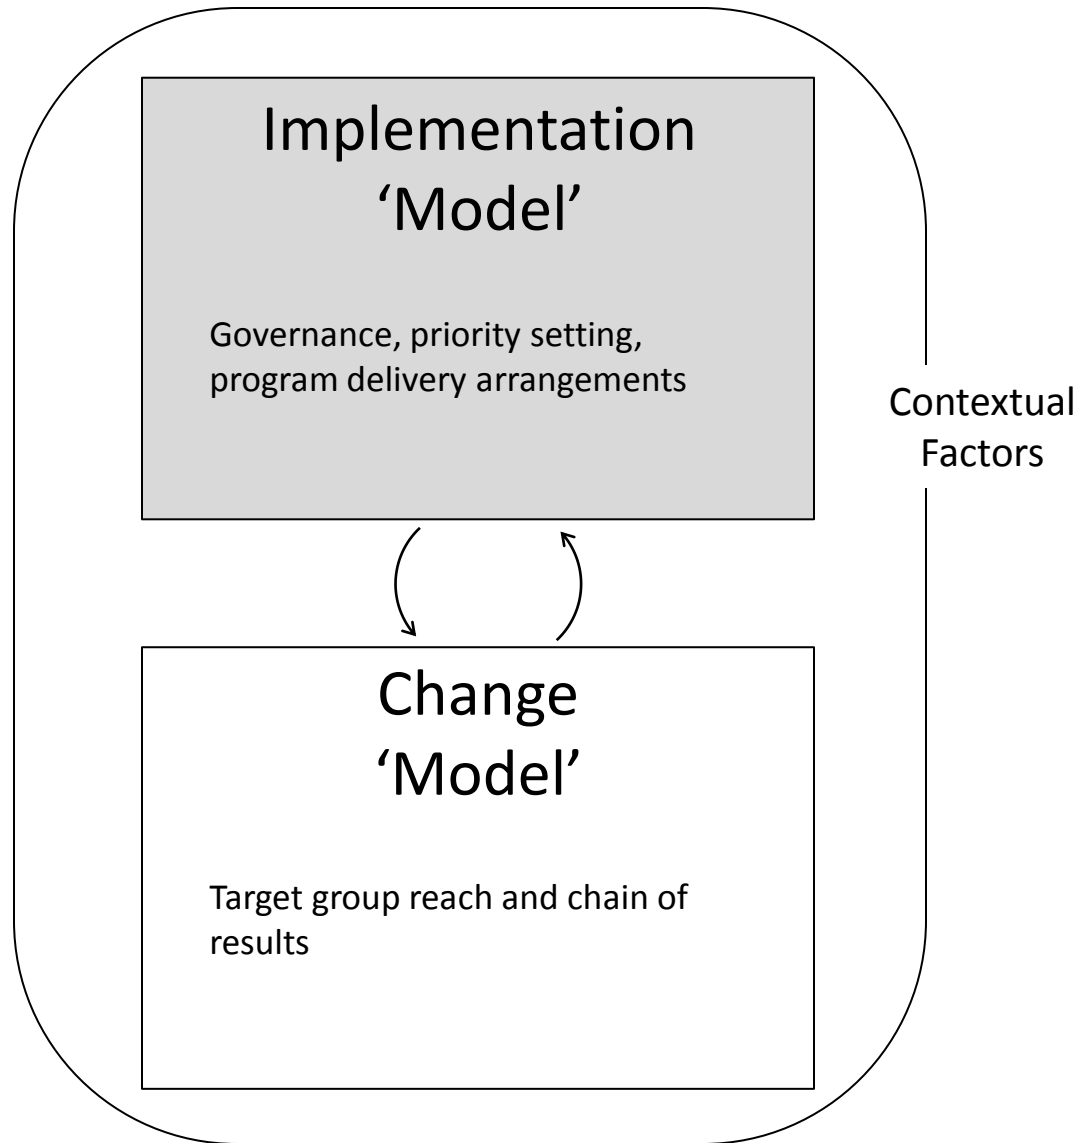 Implementation
‘Model’
Governance, priority setting,
program delivery arrangements
Contextual
Factors
Change
‘Model’
Target group reach and chain of
results